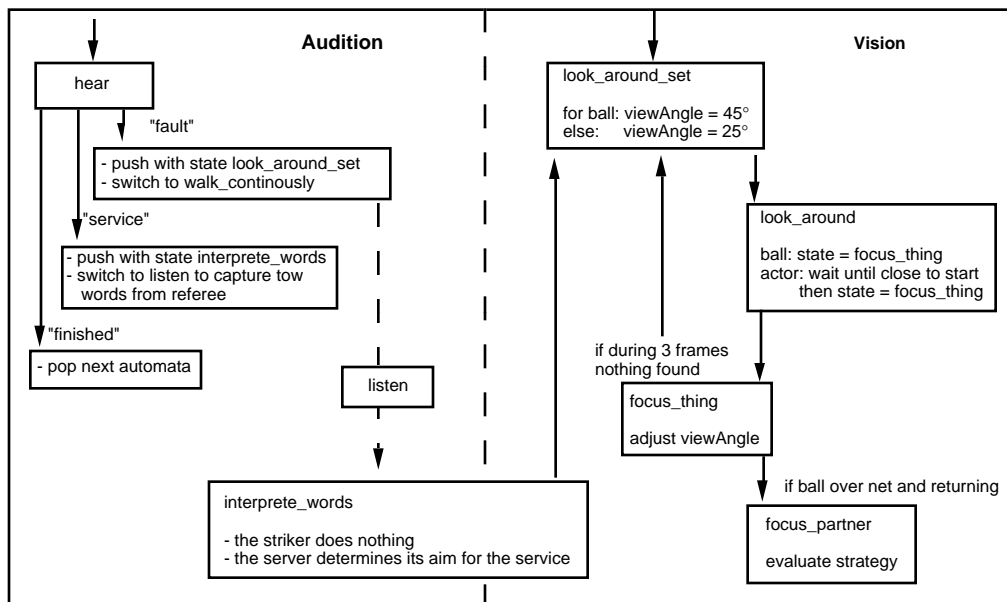 Audition
hear
"fault"
- push with state look_around_set
- switch to walk_continously
"service"
- push with state interprete_words
- switch to listen to capture tow
words from referee
"finished"
- pop next automata
listen
interprete_words
- the striker does nothing
- the server determines its aim for the service
Vision
look_around_set
for ball: viewAngle = 45°
else: viewAngle = 25°
look_around
ball: state = focus_thing
actor: wait until close to start
then state = focus_thing
if during 3 frames
nothing found
focus_thing
adjust viewAngle
if ball over net and returning
focus_partner
evaluate strategy